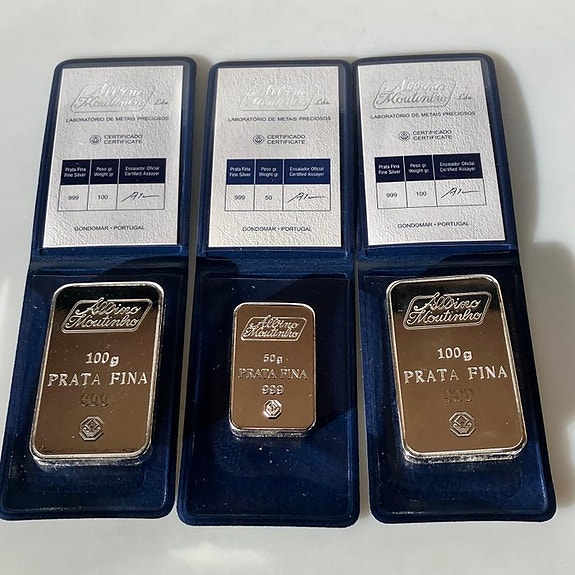 Albino
Moutinho Lda
LABORATÓRIO DE METAIS PRECIOSOS
CERTIFICADO
CERTIFICATE
Prata Fina
Fine Silver
Peso gr
Weight gr
Ensaiador Oficial
Certified Assayer
999
100
GONDOMAR • PORTUGAL
Albino
Moutinho
100g
PRATA FINA
999
Albino
Moutinho Lda
LABORATÓRIO DE METAIS PRECIOSOS
CERTIFICADO
CERTIFICATE
Prata Fina
Fine Silver
Peso gr
Weight gr
Ensaiador Oficial
Certified Assayer
999
50
GONDOMAR • PORTUGAL
Albino
Moutinho
50g
PRATA FINA
999
Albino
Moutinho Lda
LABORATÓRIO DE METAIS PRECIOSOS
CERTIFICADO
CERTIFICATE
Prata Fina
Fine Silver
Peso gr
Weight gr
Ensaiador Oficial
Certified Assayer
999
100
GONDOMAR • PORTUGAL
Albino
Moutinho
100g
PRATA FINA
999